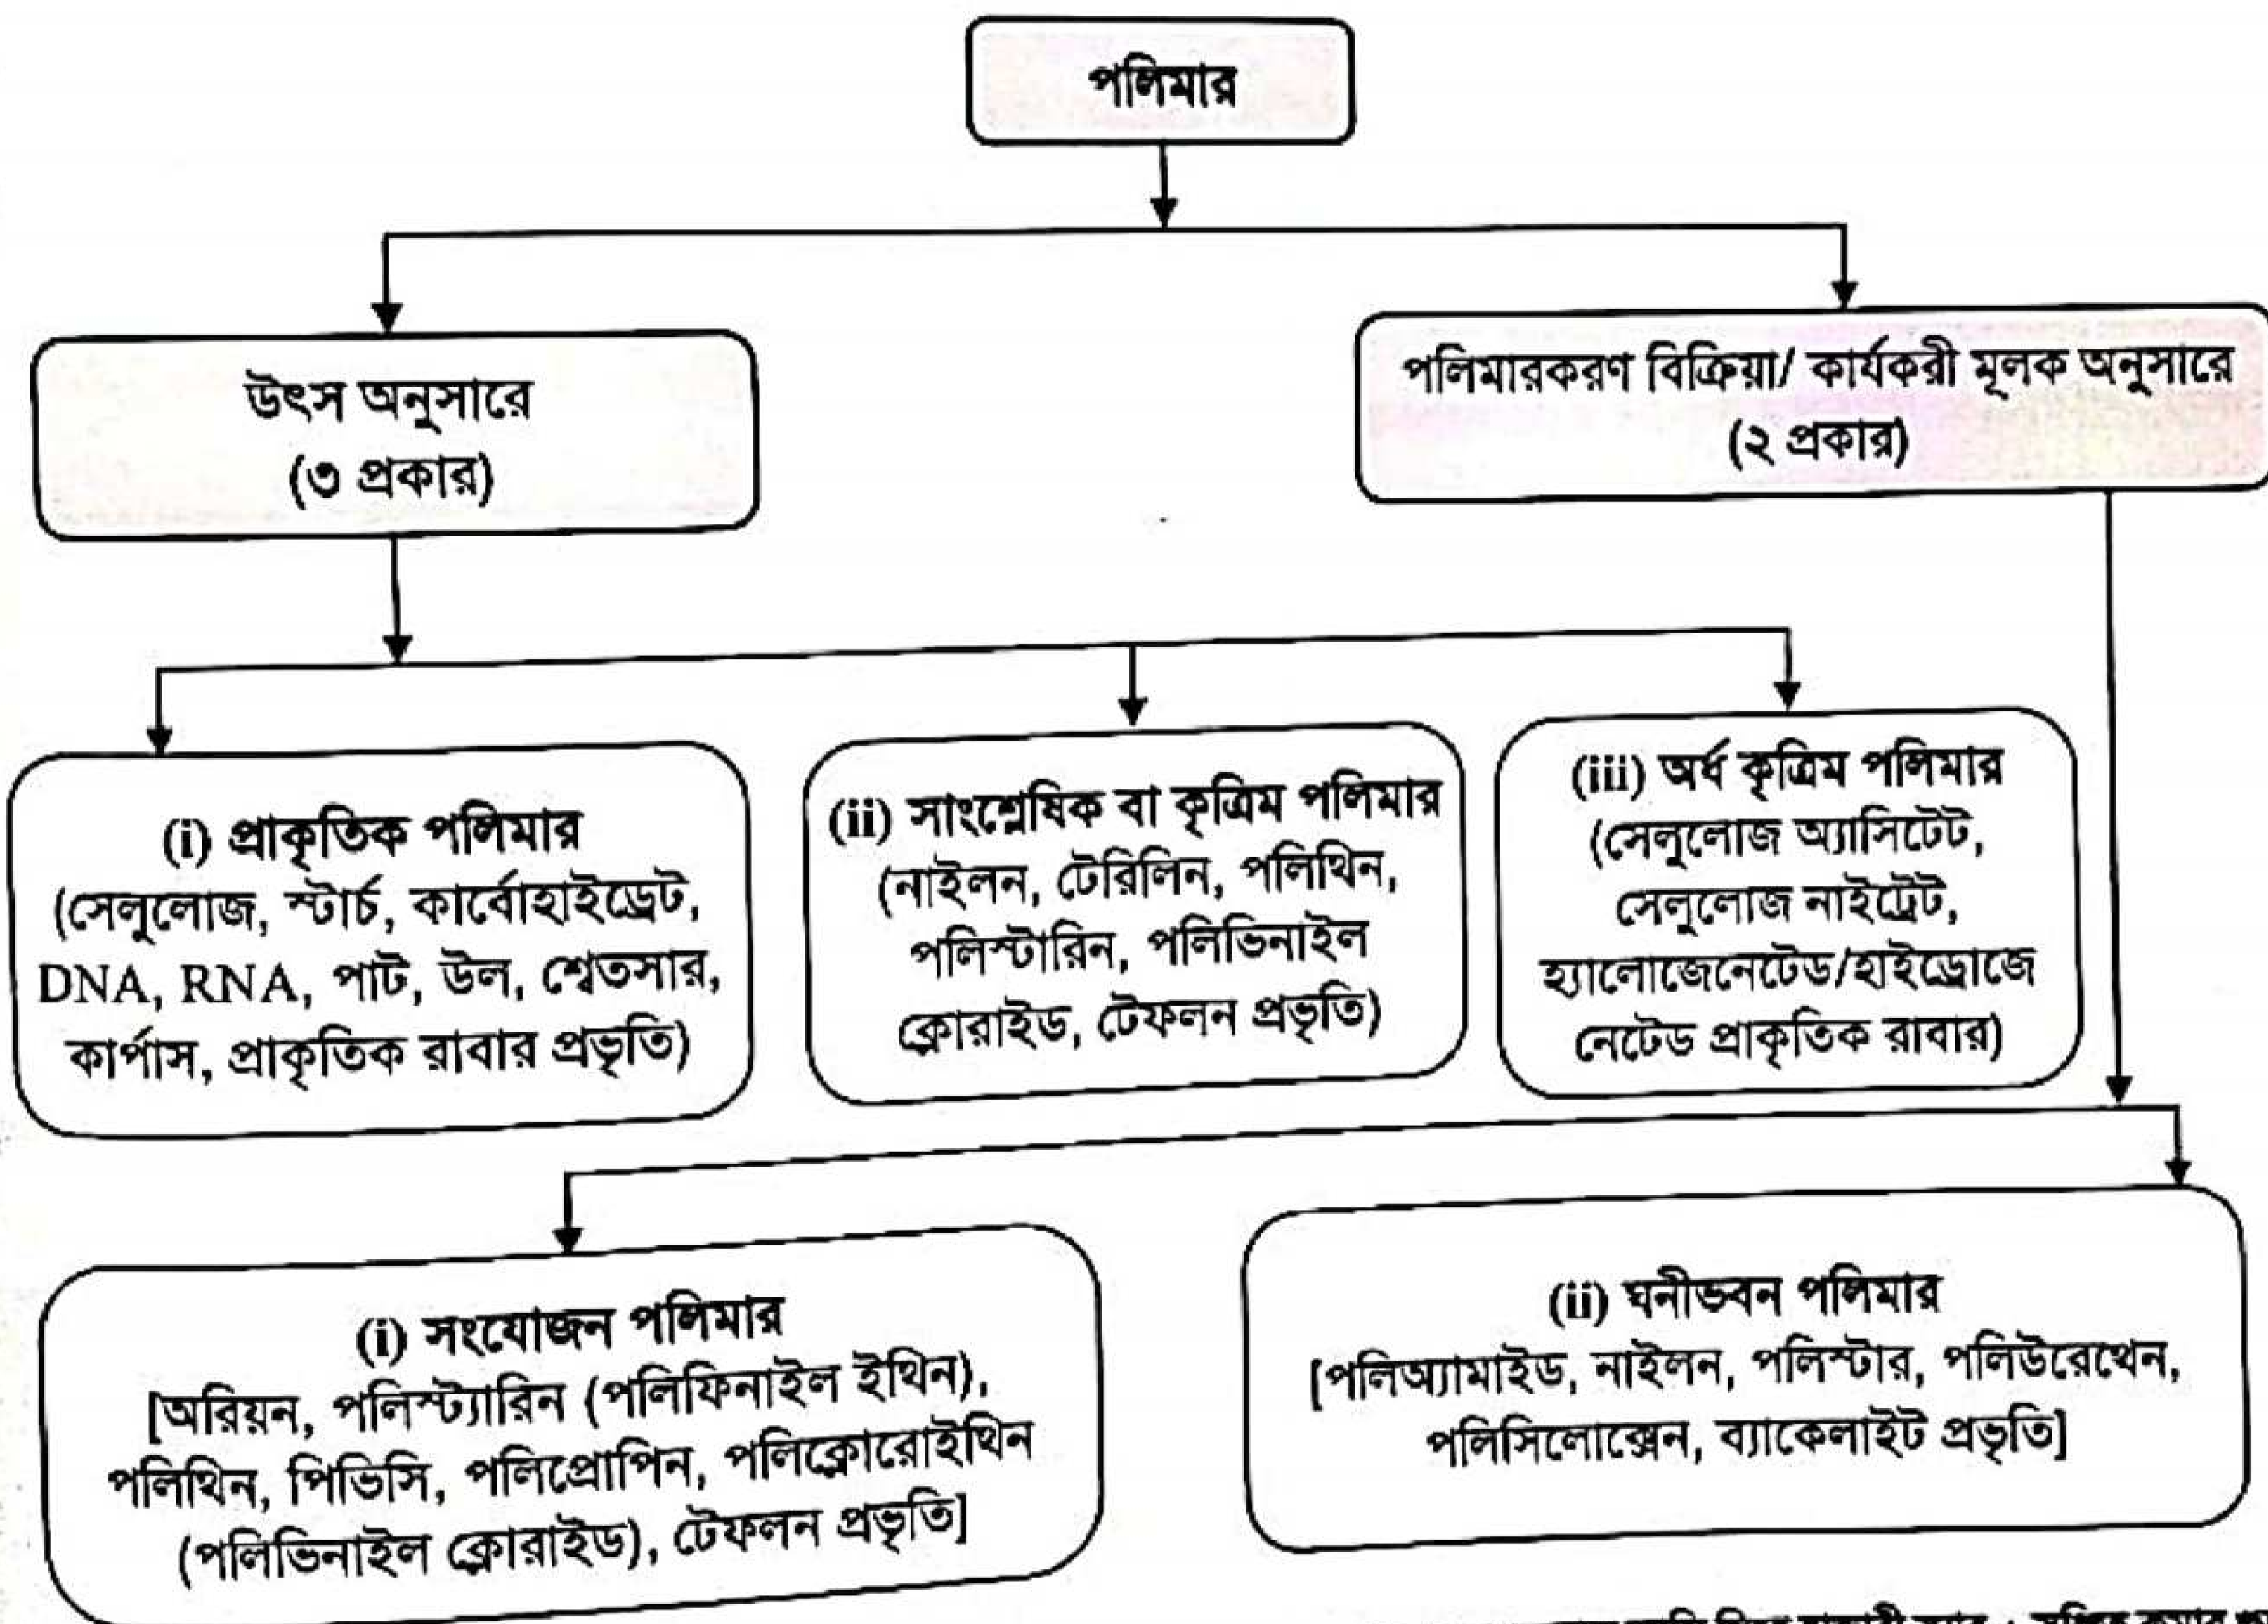 পলিমার
উৎস অনুসারে
(৩ প্রকার)
পলিমারকরণ বিক্রিয়া/ কার্যকরী মূলক অনুসারে
(২ প্রকার)
(i) প্রাকৃতিক পলিমার
(সেলুলোজ, স্টার্চ, কার্বোহাইড্রেট,
DNA, RNA, পাট, উল, শ্বেতসার,
কার্পাস, প্রাকৃতিক রাবার প্রভৃতি)
(ii) সাংশ্লেষিক বা কৃত্রিম পলিমার
(নাইলন, টেরিলিন, পলিথিন,
পলিস্টারিন, পলিভিনাইল
ক্লোরাইড, টেফলন প্রভৃতি)
(iii) অর্ধ কৃত্রিম পলিমার
(সেলুলোজ অ্যাসিটেট,
সেলুলোজ নাইট্রেট,
হ্যালোজেনেটেড/হাইড্রোজে
নেটেড প্রাকৃতিক রাবার)
(i) সংযোজন পলিমার
[অরিয়ন, পলিস্ট্যারিন (পলিফিনাইল ইথিন),
পলিথিন, পিভিসি, পলিপ্রোপিন, পলিক্লোরোইথিন
(পলিভিনাইল ক্লোরাইড), টেফলন প্রভৃতি]
(ii) ঘনীভবন পলিমার
[পলিঅ্যামাইড, নাইলন, পলিস্টার, পলিউরেথেন,
পলিসিলোক্সেন, ব্যাকেলাইট প্রভৃতি]